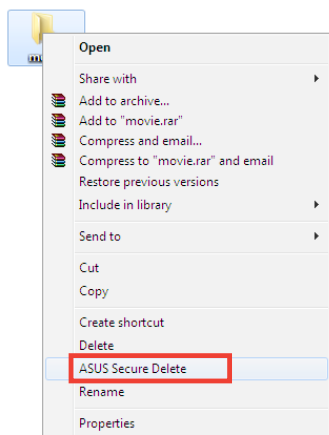 Open
Share with
Add to archive...
Add to "movie.rar"
Compress and email...
Compress to "movie.rar" and email
Restore previous versions
Include in library
Send to
Cut
Copy
Create shortcut
Delete
ASUS Secure Delete
Rename
Properties